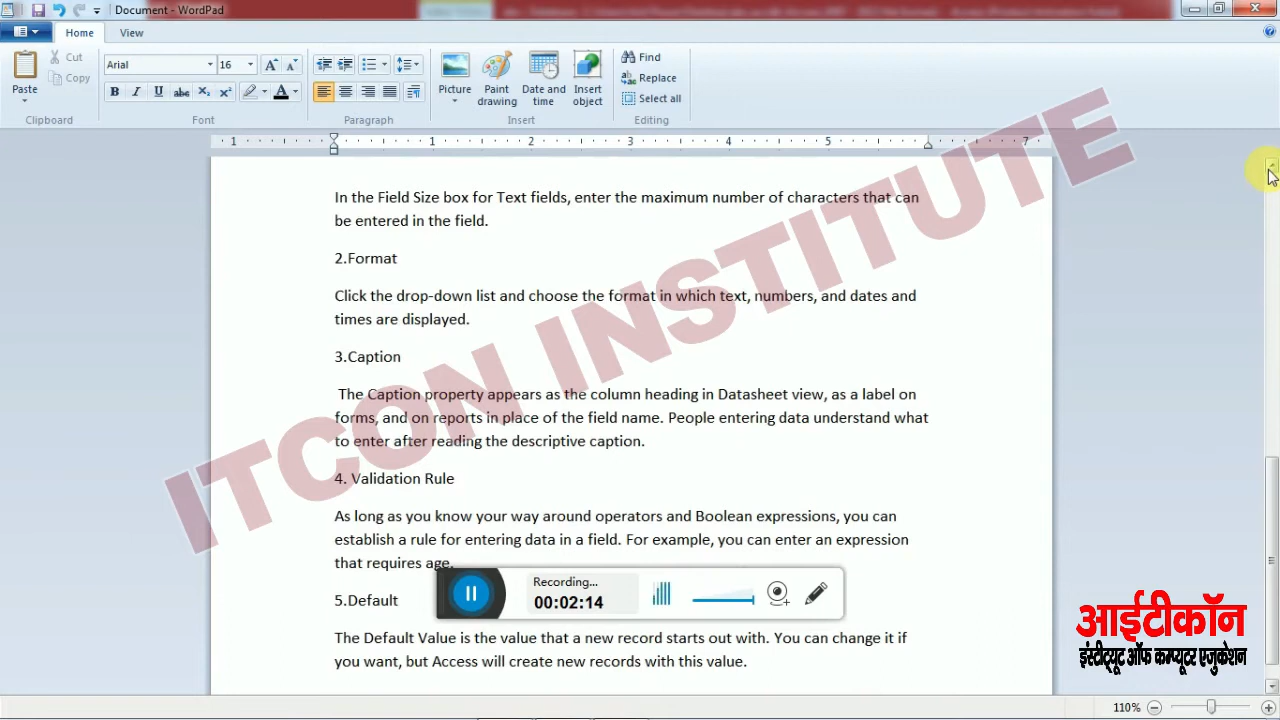 Document - WordPad
Home View
Paste Cut Copy Clipboard
Arial 16 Font
Paragraph
Picture Paint drawing Date and time Insert object Insert
Find Replace Select all Editing
1 1 2 3 4 5 7
In the Field Size box for Text fields, enter the maximum number of characters that can
be entered in the field.
2.Format
Click the drop-down list and choose the format in which text, numbers, and dates and
times are displayed.
3.Caption
The Caption property appears as the column heading in Datasheet view, as a label on
forms, and on reports in place of the field name. People entering data understand what
to enter after reading the descriptive caption.
4. Validation Rule
As long as you know your way around operators and Boolean expressions, you can
establish a rule for entering data in a field. For example, you can enter an expression
that requires age.
5.Default
The Default Value is the value that a new record starts out with. You can change it if
you want, but Access will create new records with this value.
ITCON INSTITUTE
Recording...
00:02:14
आईटीकॉन
इंस्टीट्यूट ऑफ कम्प्यूटर एजुकेशन
110%